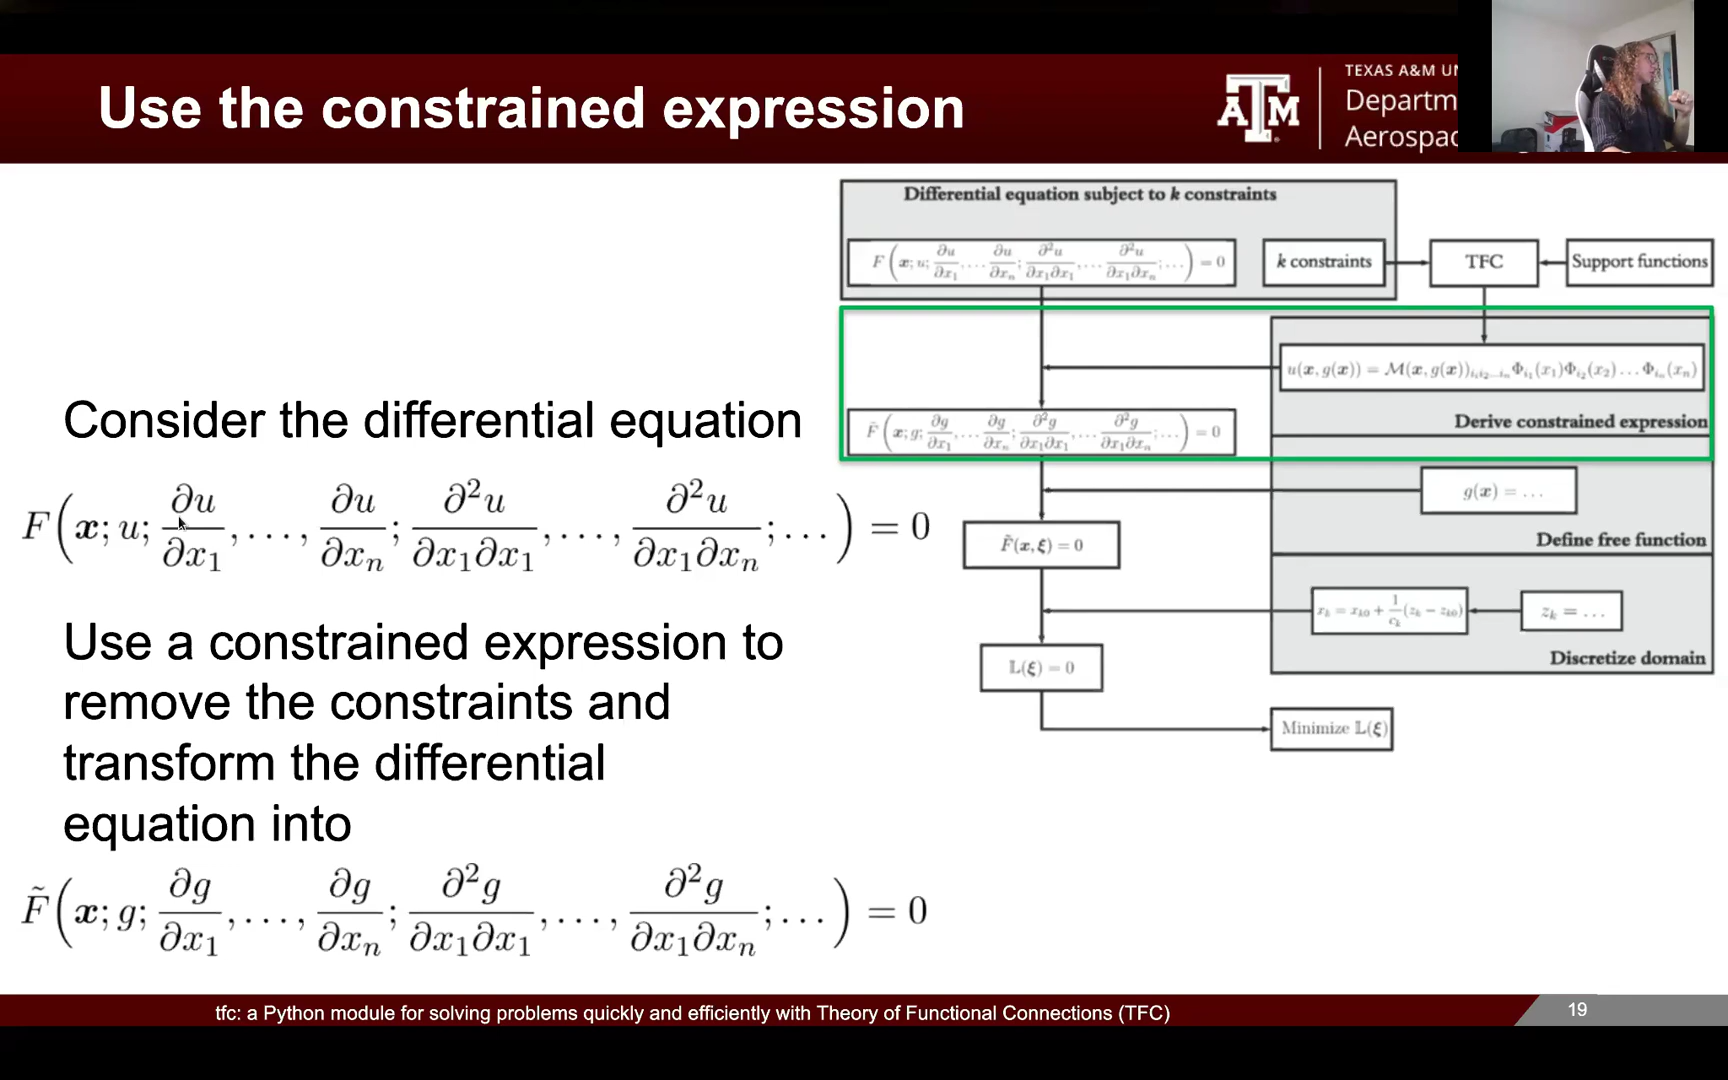 Use the constrained expression
ATM
TEXAS A&M UN
Departm
Aerospac
Consider the differential equation
F(x; u; ∂u/∂x₁, ..., ∂u/∂xₙ; ∂²u/∂x₁∂x₁, ..., ∂²u/∂x₁∂xₙ; ...) = 0
Use a constrained expression to
remove the constraints and
transform the differential
equation into
F̃(x; g; ∂g/∂x₁, ..., ∂g/∂xₙ; ∂²g/∂x₁∂x₁, ..., ∂²g/∂x₁∂xₙ; ...) = 0
Differential equation subject to k constraints
F(x; u; ∂u/∂x₁, ... ∂u/∂xₙ; ∂²u/∂x₁∂x₁, ... ∂²u/∂x₁∂xₙ; ...) = 0
k constraints
TFC
Support functions
u(x, g(x)) = M(x, g(x))ᵢ₁ᵢ₂...ᵢₙ Φᵢ₁(x₁)Φᵢ₂(x₂) ... Φᵢₙ(xₙ)
Derive constrained expression
F̃(x; g; ∂g/∂x₁, ... ∂g/∂xₙ; ∂²g/∂x₁∂x₁, ... ∂²g/∂x₁∂xₙ; ...) = 0
g(x) = ...
Define free function
F̃(x, ξ) = 0
xₖ = xₖ₀ + 1/cₖ (zₖ − zₖ₀)
zₖ = ...
Discretize domain
𝕃(ξ) = 0
Minimize 𝕃(ξ)
tfc: a Python module for solving problems quickly and efficiently with Theory of Functional Connections (TFC)
19